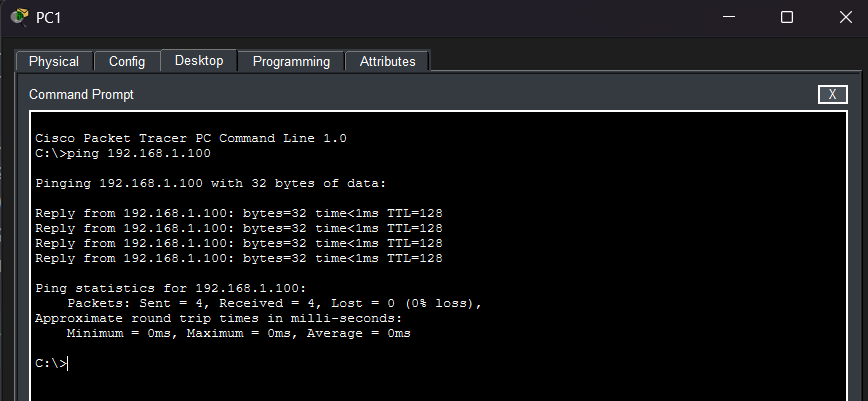 PC1
Physical Config Desktop Programming Attributes
Command Prompt X
Cisco Packet Tracer PC Command Line 1.0
C:\>ping 192.168.1.100
Pinging 192.168.1.100 with 32 bytes of data:
Reply from 192.168.1.100: bytes=32 time<1ms TTL=128
Reply from 192.168.1.100: bytes=32 time<1ms TTL=128
Reply from 192.168.1.100: bytes=32 time<1ms TTL=128
Reply from 192.168.1.100: bytes=32 time<1ms TTL=128
Ping statistics for 192.168.1.100:
Packets: Sent = 4, Received = 4, Lost = 0 (0% loss),
Approximate round trip times in milli-seconds:
Minimum = 0ms, Maximum = 0ms, Average = 0ms
C:\>